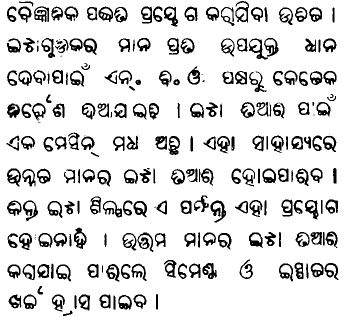 ବୈଜ୍ଞାନିକ ପଦ୍ଧତି ପ୍ରୟୋଗ କରାଯିବା ଉଚିତ ।
ଇଟାଗୁଡ଼ିକର ମାନ ପ୍ରତି ଉପଯୁକ୍ତ ଧ୍ୟାନ
ଦେବାପାଇଁ ଏନ୍. ବି. ଓ. ପକ୍ଷରୁ କେତେକ
ନିର୍ଦ୍ଦେଶ ଦିଆଯାଇଛି । ଇଟା ତିଆରି ପାଇଁ
ଏକ ମେସିନ୍ ମଧ୍ୟ ଅଛି । ଏହା ସାହାଯ୍ୟରେ
ଉନ୍ନତ ମାନର ଇଟା ତିଆରି ହୋଇପାରିବ ।
କିନ୍ତୁ ଇଟା ଶିଳ୍ପରେ ଏ ପର୍ଯ୍ୟନ୍ତ ଏହା ପ୍ରୟୋଗ
ହୋଇନାହିଁ । ଉତ୍ତମ ମାନର ଇଟା ତିଆରି
କରାଯାଇ ପାରିଲେ ସିମେଣ୍ଟ ଓ ଇସ୍ପାତର
ଖର୍ଚ୍ଚ ହ୍ରାସ ପାଇବ ।